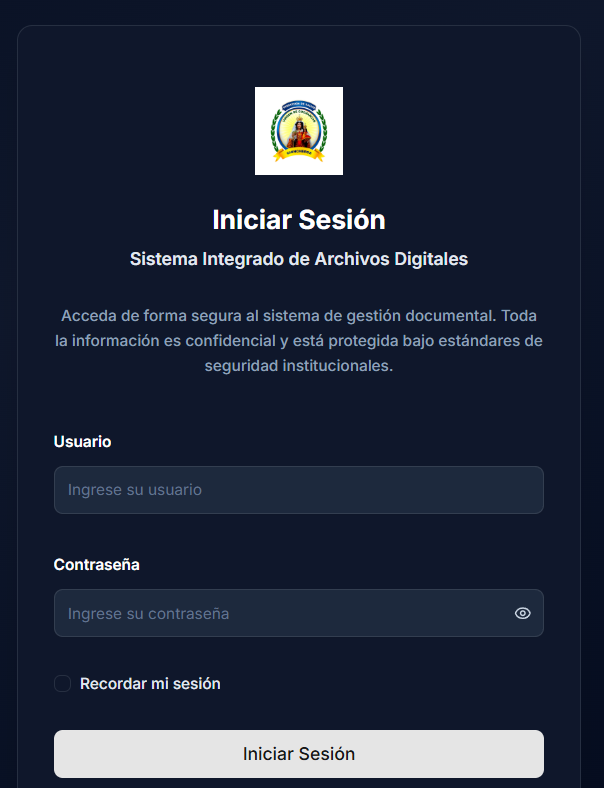 Iniciar Sesión
Sistema Integrado de Archivos Digitales
Acceda de forma segura al sistema de gestión documental. Toda
la información es confidencial y está protegida bajo estándares de
seguridad institucionales.
Usuario
Ingrese su usuario
Contraseña
Ingrese su contraseña
Recordar mi sesión
Iniciar Sesión